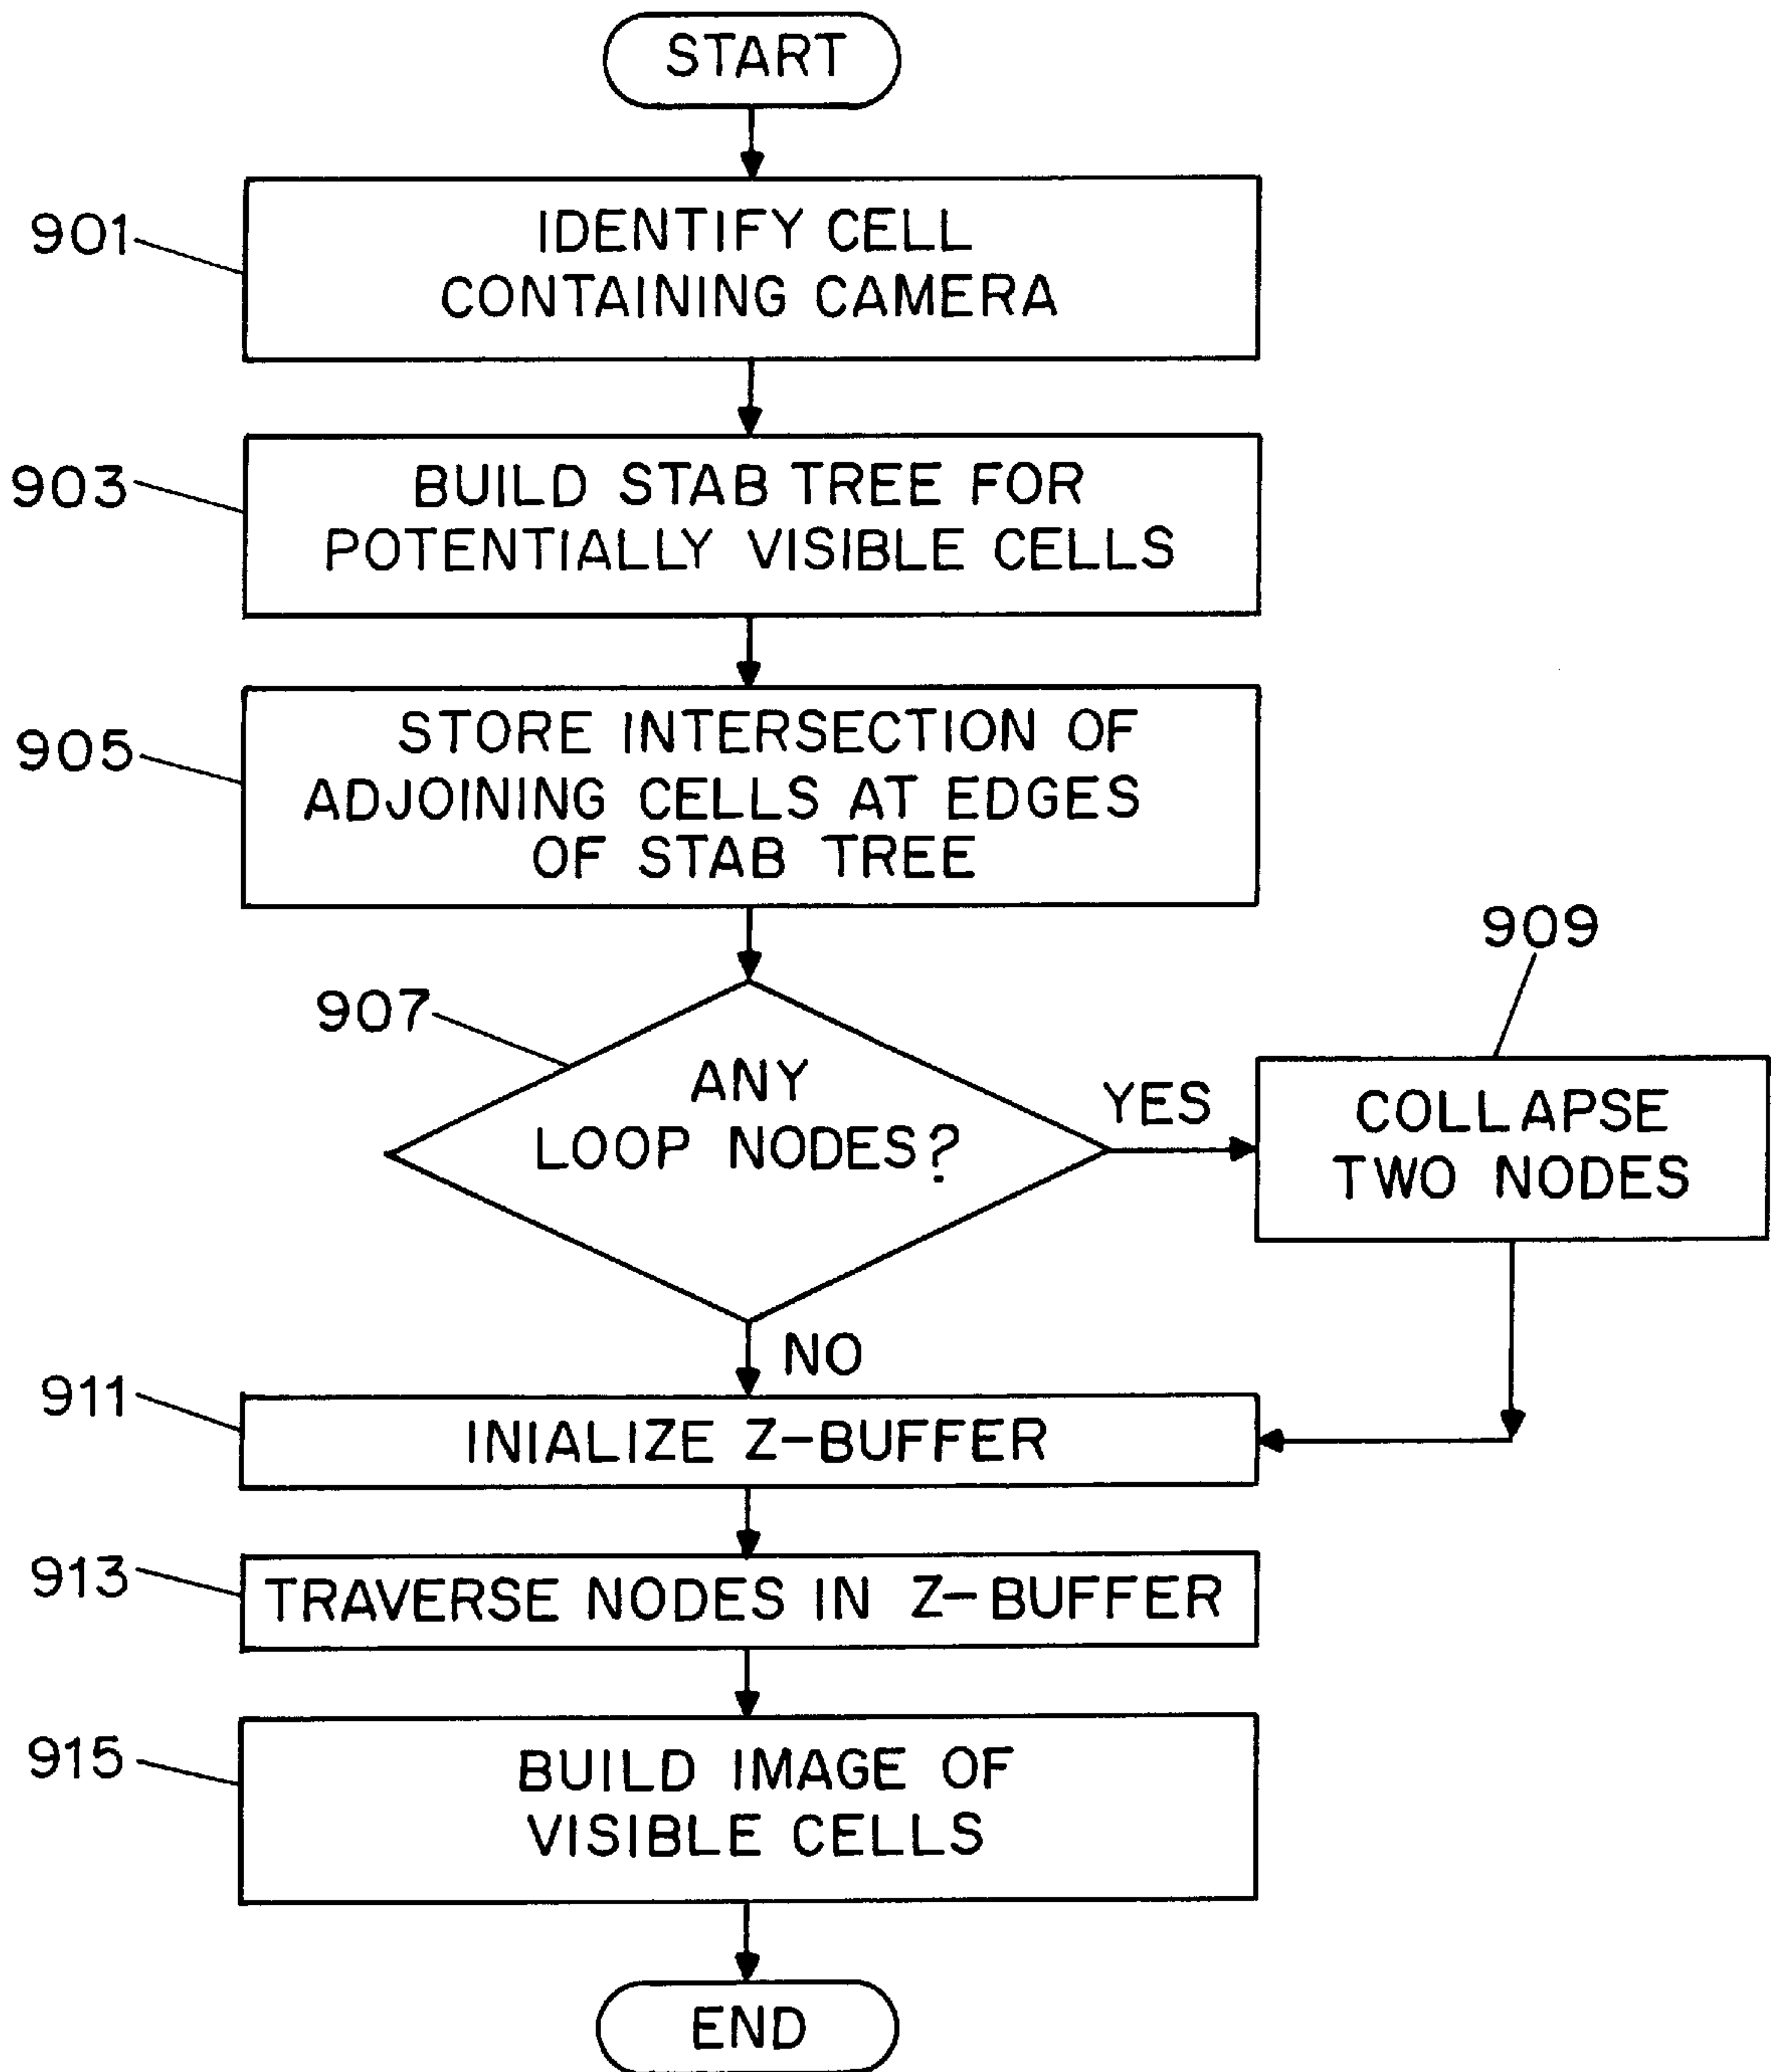 START
901
IDENTIFY CELL
CONTAINING CAMERA
903
BUILD STAB TREE FOR
POTENTIALLY VISIBLE CELLS
905
STORE INTERSECTION OF
ADJOINING CELLS AT EDGES
OF STAB TREE
907
ANY
LOOP NODES?
YES
909
COLLAPSE
TWO NODES
NO
911
INIALIZE Z-BUFFER
913
TRAVERSE NODES IN Z-BUFFER
915
BUILD IMAGE OF
VISIBLE CELLS
END